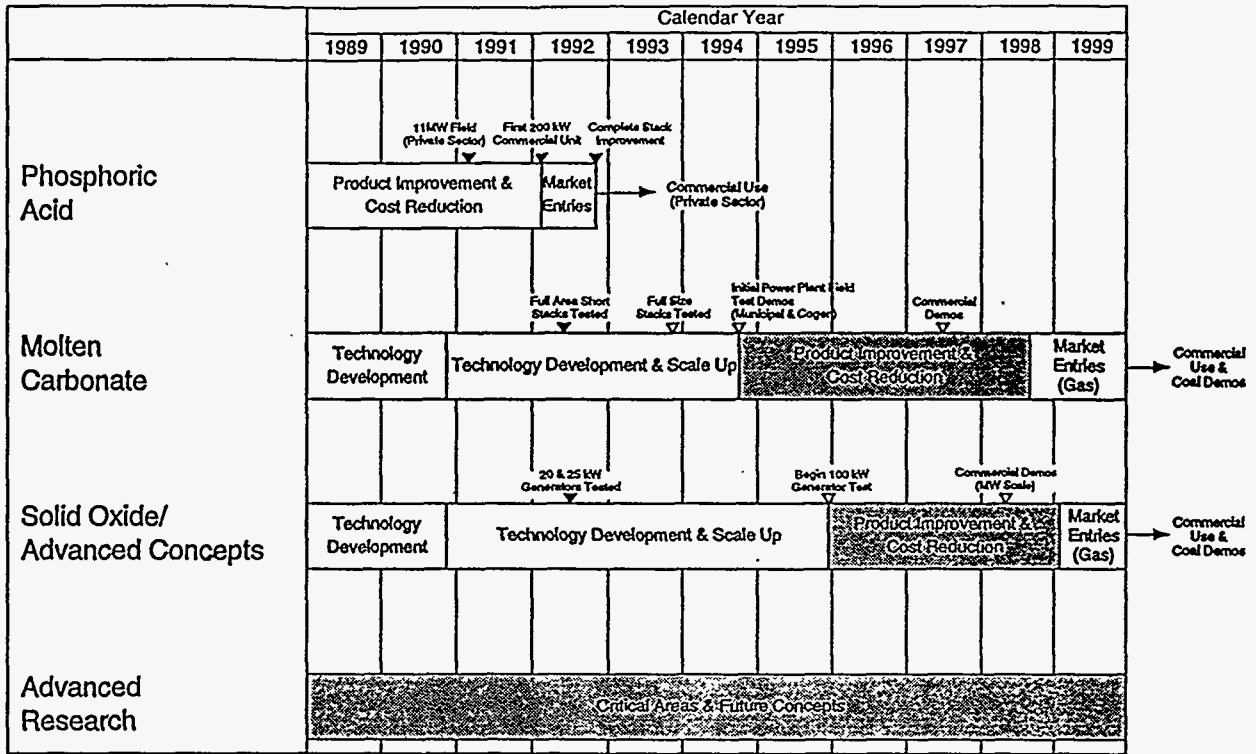 Calendar Year
1989 1990 1991 1992 1993 1994 1995 1996 1997 1998 1999
Phosphoric
Acid
11MW Field
(Private Sector)
First 200 kW
Commercial Unit
Complete Stack
Improvement
Product Improvement &
Cost Reduction
Market
Entries
Commercial Use
(Private Sector)
Molten
Carbonate
Full Area Short
Stacks Tested
Full Size
Stacks Tested
Initial Power Plant Field
Test Demos
(Municipal & Cogen)
Commercial
Demos
Technology
Development
Technology Development & Scale Up
Product Improvement &
Cost Reduction
Market
Entries
(Gas)
Commercial
Use &
Coal Demos
Solid Oxide/
Advanced Concepts
20 & 25 kW
Generators Tested
Begin 100 kW
Generator Test
Commercial Demos
(MW Scale)
Technology
Development
Technology Development & Scale Up
Product Improvement &
Cost Reduction
Market
Entries
(Gas)
Commercial
Use &
Coal Demos
Advanced
Research
Critical Areas & Future Concepts